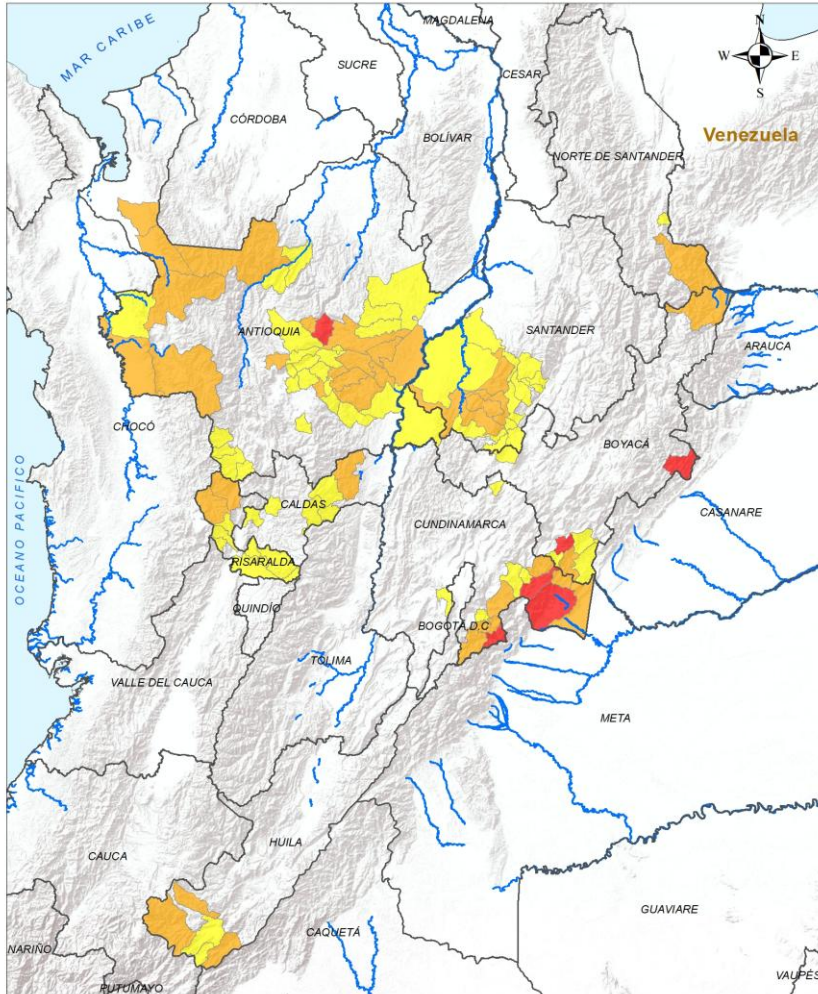 MAGDALENA
MAR CARIBE
SUCRE
CESAR
N
W E
S
CÓRDOBA
BOLÍVAR
Venezuela
NORTE DE SANTANDER
ANTIOQUIA
SANTANDER
ARAUCA
CHOCÓ
BOYACÁ
CALDAS
CASANARE
CUNDINAMARCA
OCEANO PACIFICO
RISARALDA
QUINDÍO
BOGOTÁ,D.C
TOLIMA
VALLE DEL CAUCA
META
HUILA
CAUCA
GUAVIARE
CAQUETÁ
NARIÑO
VAUPÉS
PUTUMAYO